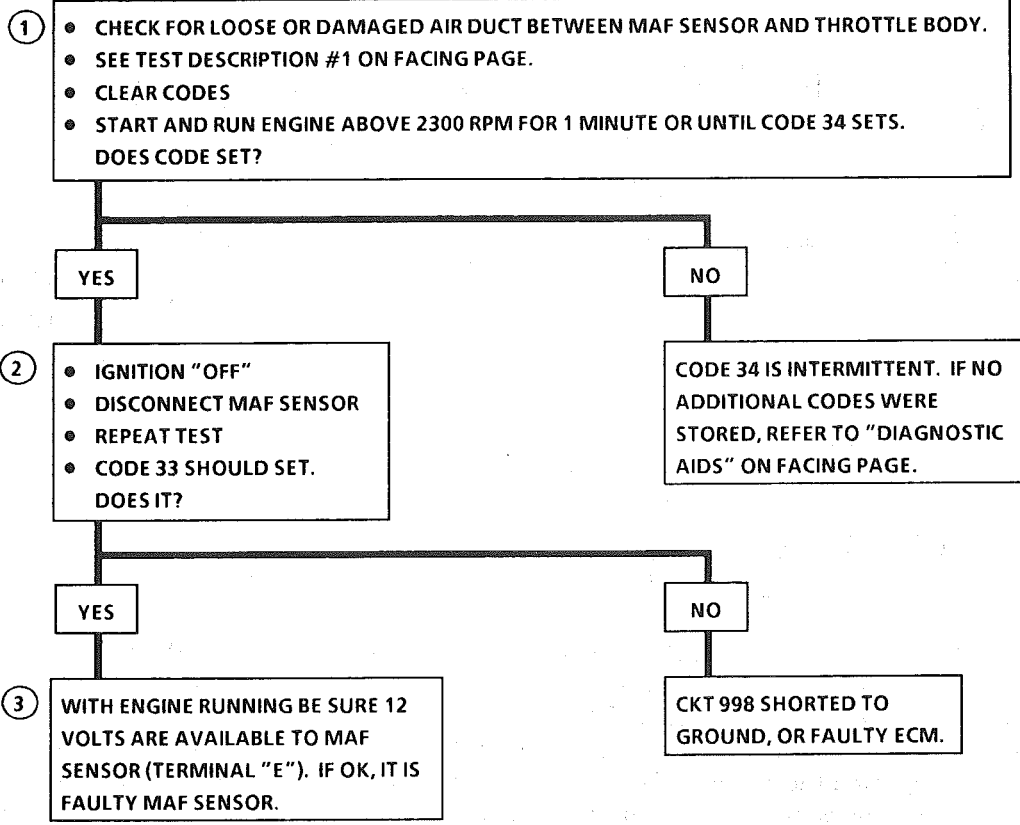 1
• CHECK FOR LOOSE OR DAMAGED AIR DUCT BETWEEN MAF SENSOR AND THROTTLE BODY.
• SEE TEST DESCRIPTION #1 ON FACING PAGE.
• CLEAR CODES
• START AND RUN ENGINE ABOVE 2300 RPM FOR 1 MINUTE OR UNTIL CODE 34 SETS.
DOES CODE SET?
YES
NO
2
• IGNITION "OFF"
• DISCONNECT MAF SENSOR
• REPEAT TEST
• CODE 33 SHOULD SET.
DOES IT?
CODE 34 IS INTERMITTENT. IF NO
ADDITIONAL CODES WERE
STORED, REFER TO "DIAGNOSTIC
AIDS" ON FACING PAGE.
YES
NO
3
WITH ENGINE RUNNING BE SURE 12
VOLTS ARE AVAILABLE TO MAF
SENSOR (TERMINAL "E"). IF OK, IT IS
FAULTY MAF SENSOR.
CKT 998 SHORTED TO
GROUND, OR FAULTY ECM.